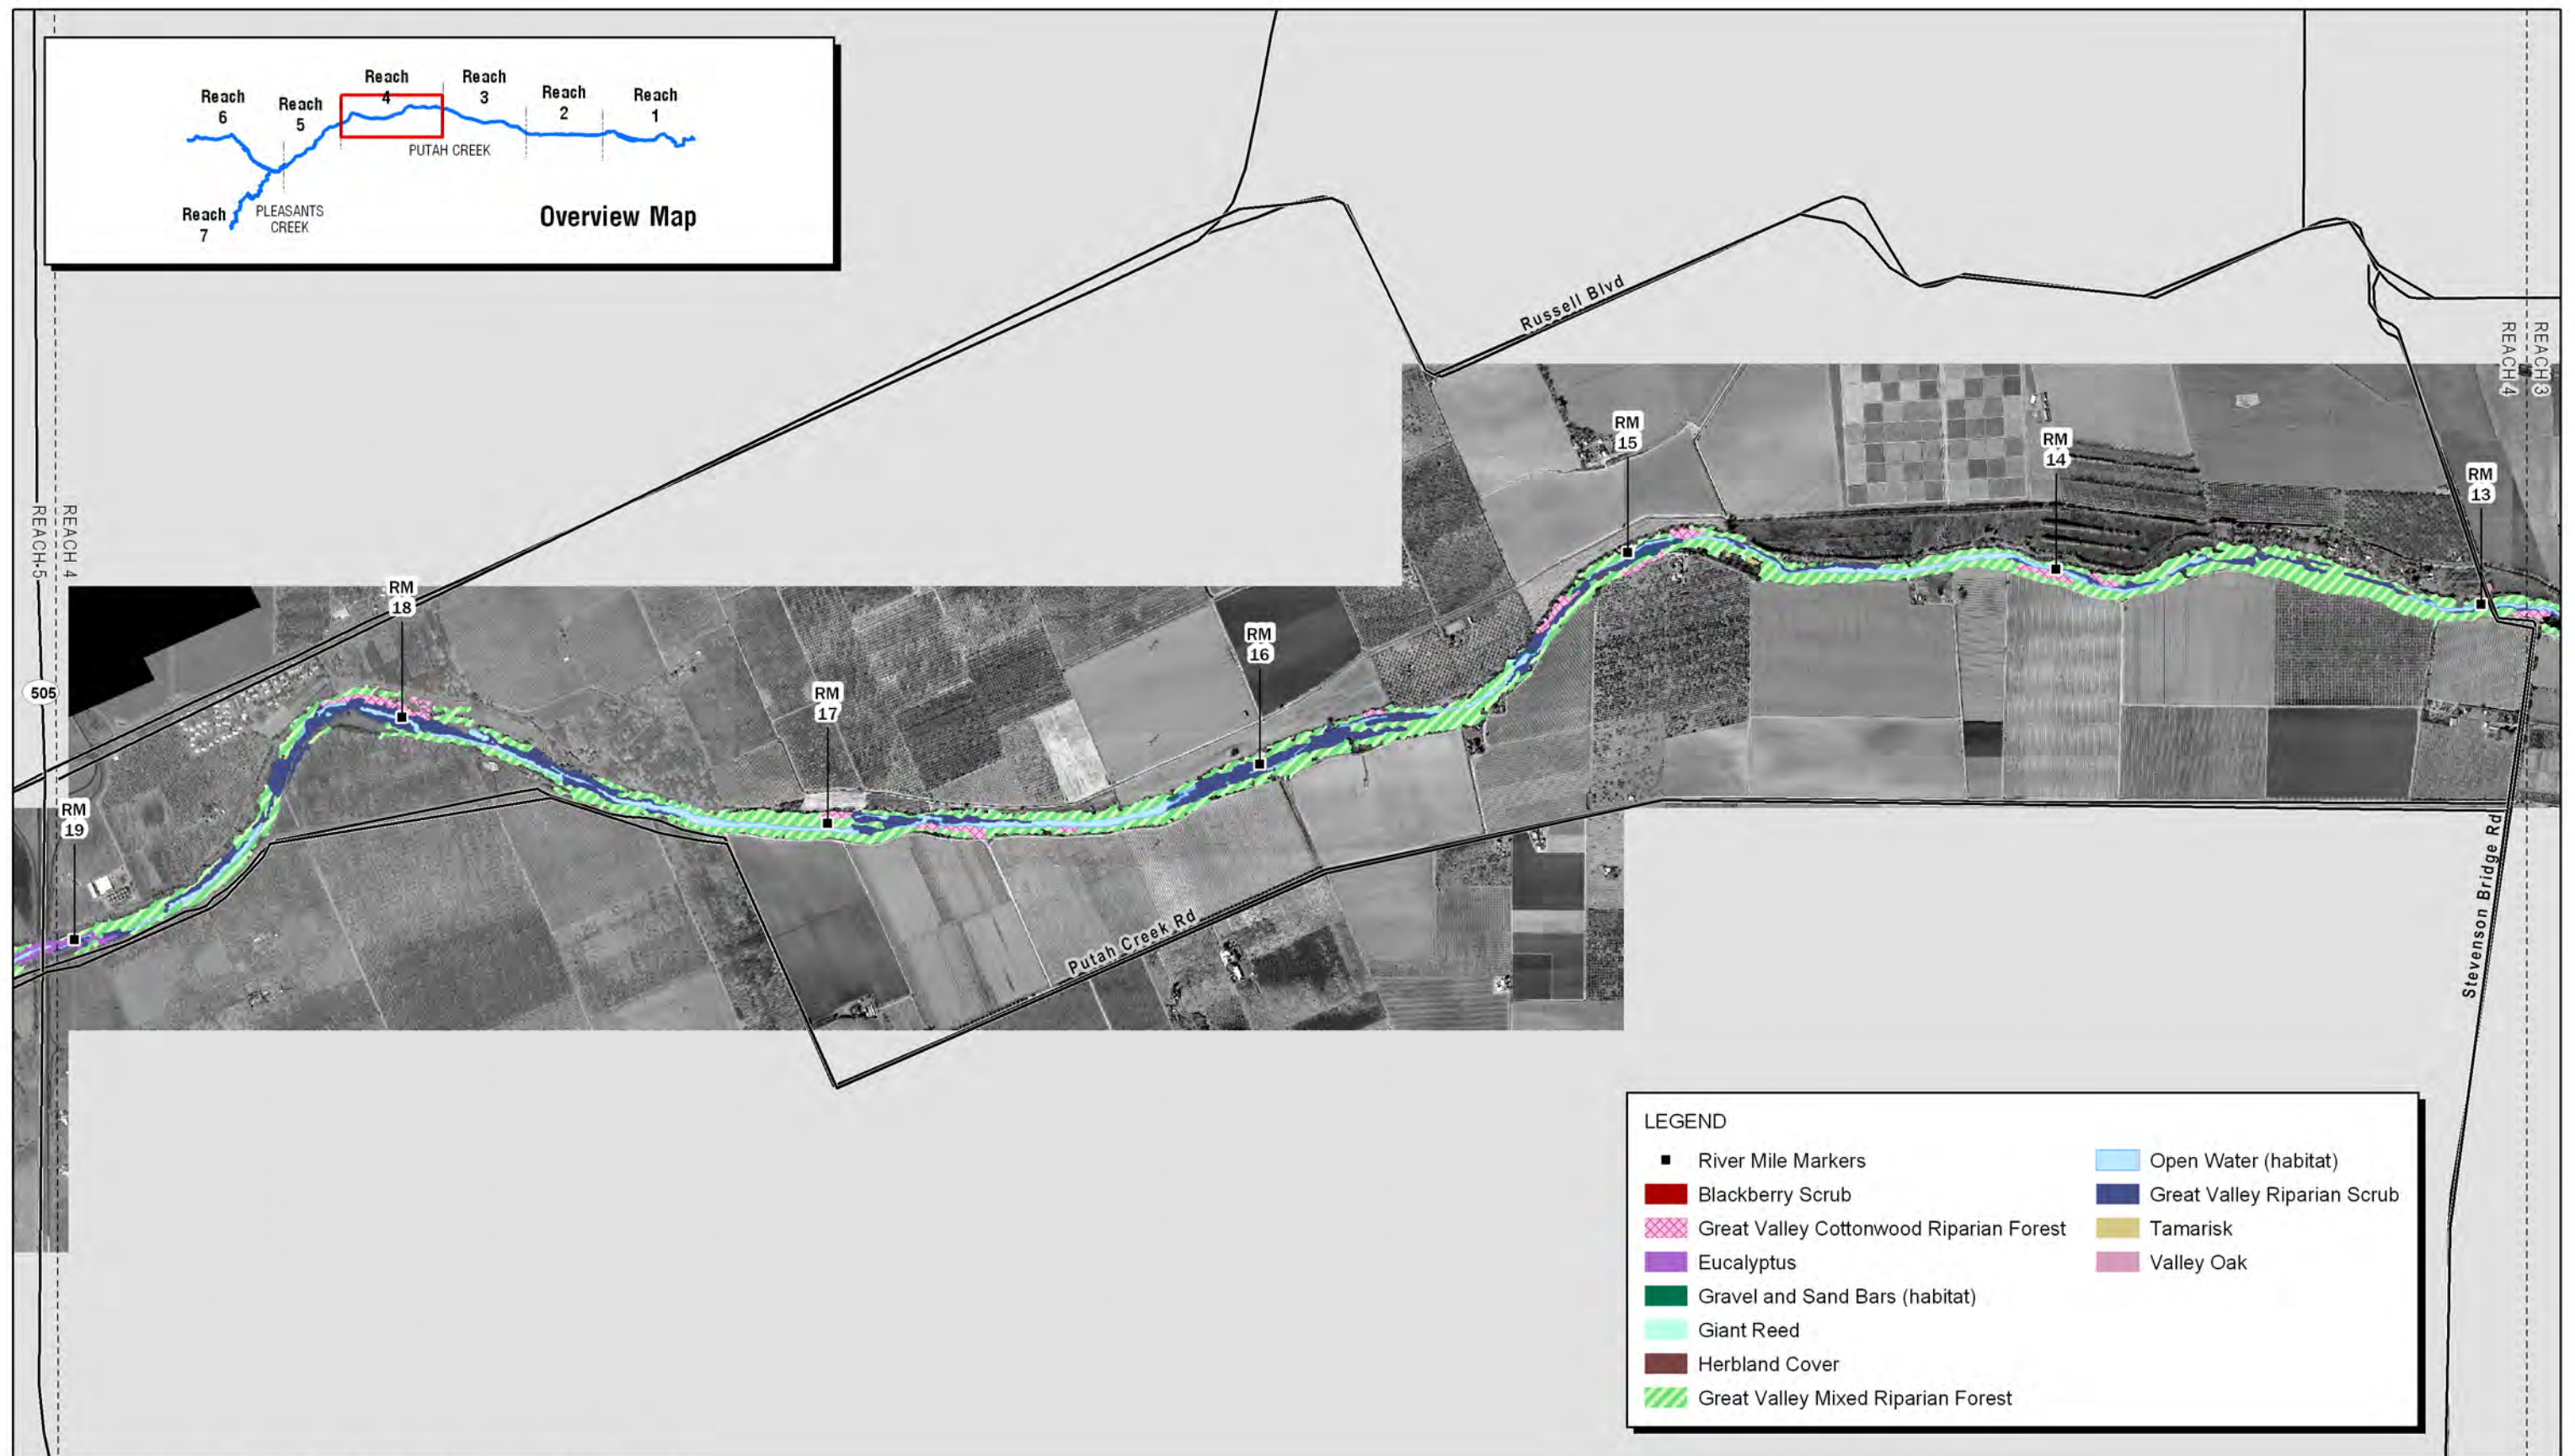 Reach
6
Reach
5
Reach
4
Reach
3
Reach
2
Reach
1
PUTAH CREEK
Reach
7
PLEASANTS
CREEK
Overview Map
Russell Blvd
REACH 4
REACH 3
REACH 5
REACH 4
RM
15
RM
14
RM
13
RM
18
RM
16
RM
17
505
RM
19
Putah Creek Rd
Stevenson Bridge Rd
LEGEND
River Mile Markers
Blackberry Scrub
Great Valley Cottonwood Riparian Forest
Eucalyptus
Gravel and Sand Bars (habitat)
Giant Reed
Herbland Cover
Great Valley Mixed Riparian Forest
Open Water (habitat)
Great Valley Riparian Scrub
Tamarisk
Valley Oak